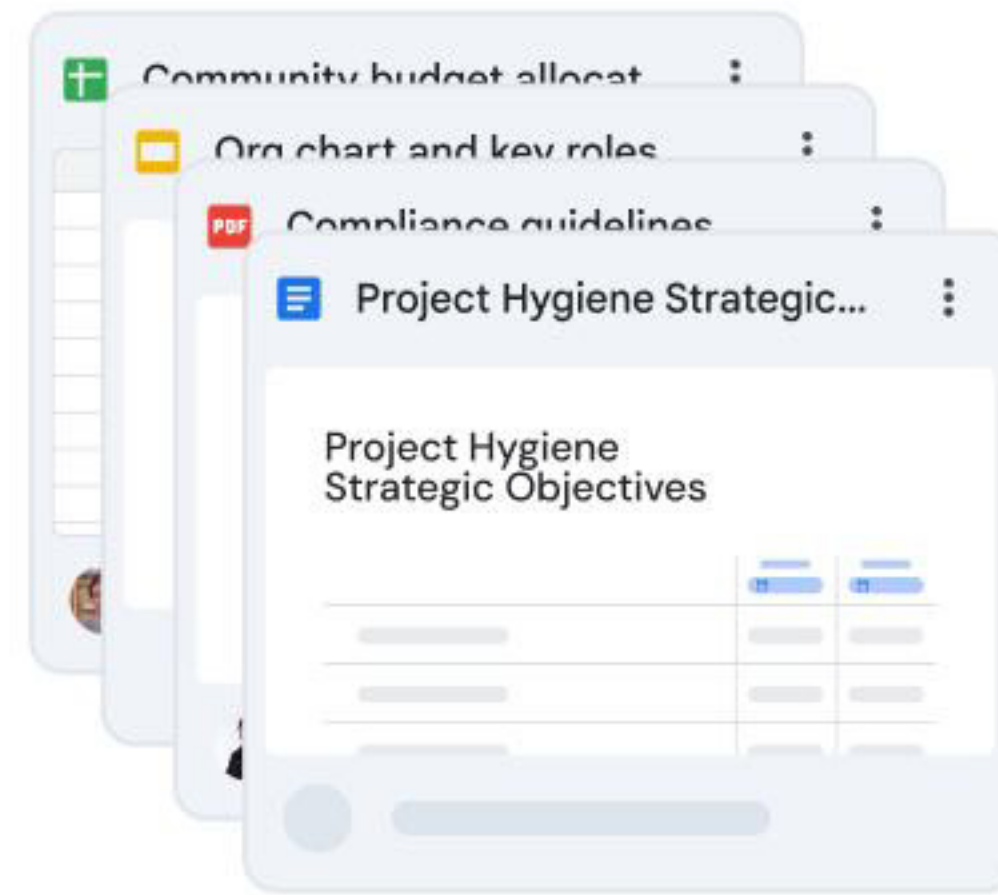 Community budget allocat
Org chart and key roles
PDF
Compliance guidelines
Project Hygiene Strategic...
Project Hygiene
Strategic Objectives